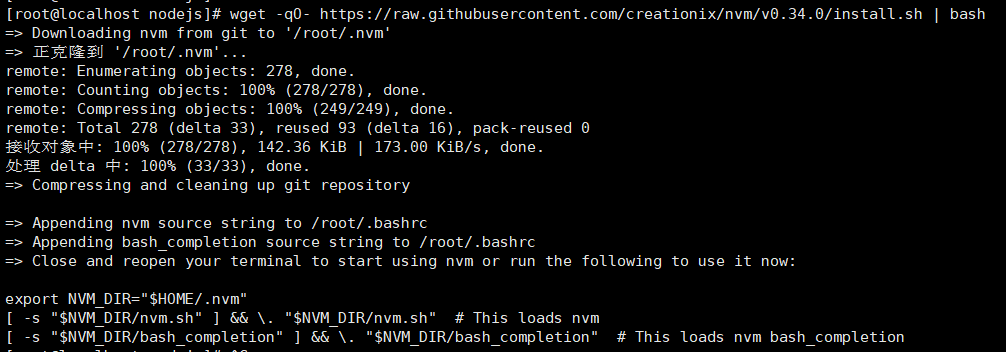 [root@localhost nodejs]# wget -qO- https://raw.githubusercontent.com/creationix/nvm/v0.34.0/install.sh | bash
=> Downloading nvm from git to '/root/.nvm'
=> 正克隆到 '/root/.nvm'...
remote: Enumerating objects: 278, done.
remote: Counting objects: 100% (278/278), done.
remote: Compressing objects: 100% (249/249), done.
remote: Total 278 (delta 33), reused 93 (delta 16), pack-reused 0
接收对象中: 100% (278/278), 142.36 KiB | 173.00 KiB/s, done.
处理 delta 中: 100% (33/33), done.
=> Compressing and cleaning up git repository

=> Appending nvm source string to /root/.bashrc
=> Appending bash_completion source string to /root/.bashrc
=> Close and reopen your terminal to start using nvm or run the following to use it now:

export NVM_DIR="$HOME/.nvm"
[ -s "$NVM_DIR/nvm.sh" ] && \. "$NVM_DIR/nvm.sh"  # This loads nvm
[ -s "$NVM_DIR/bash_completion" ] && \. "$NVM_DIR/bash_completion"  # This loads nvm bash_completion